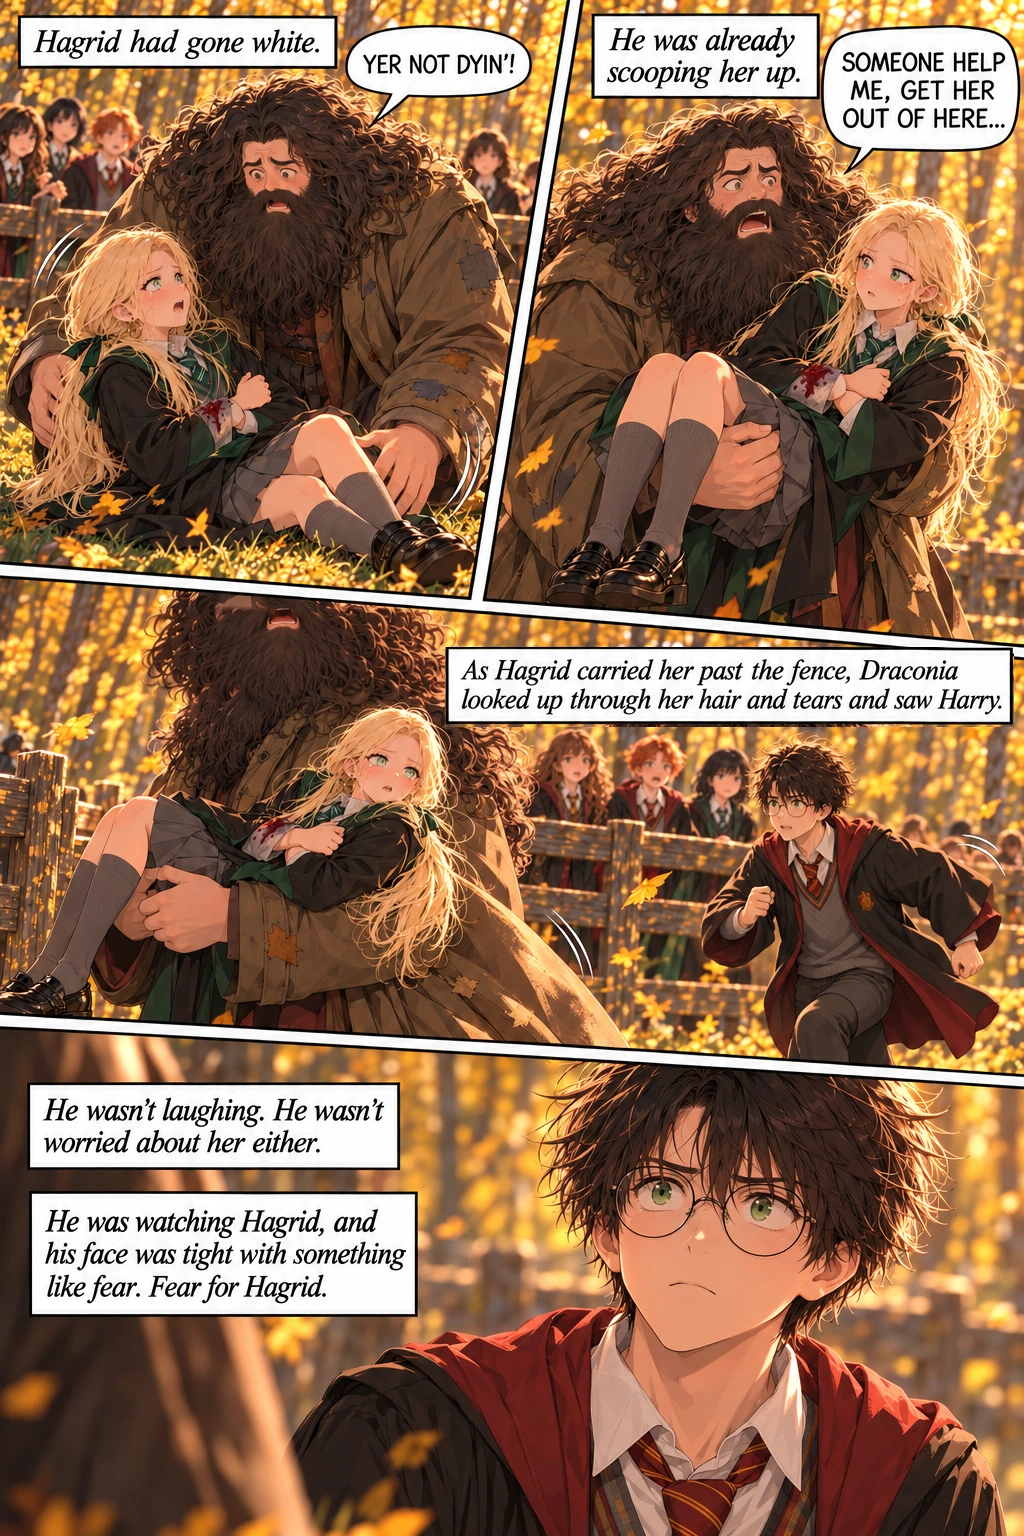 Hagrid had gone white.
YER NOT DYIN'!
He was already
scooping her up.
SOMEONE HELP
ME, GET HER
OUT OF HERE...
As Hagrid carried her past the fence, Draconia
looked up through her hair and tears and saw Harry.
He wasn't laughing. He wasn't
worried about her either.
He was watching Hagrid, and
his face was tight with something
like fear. Fear for Hagrid.